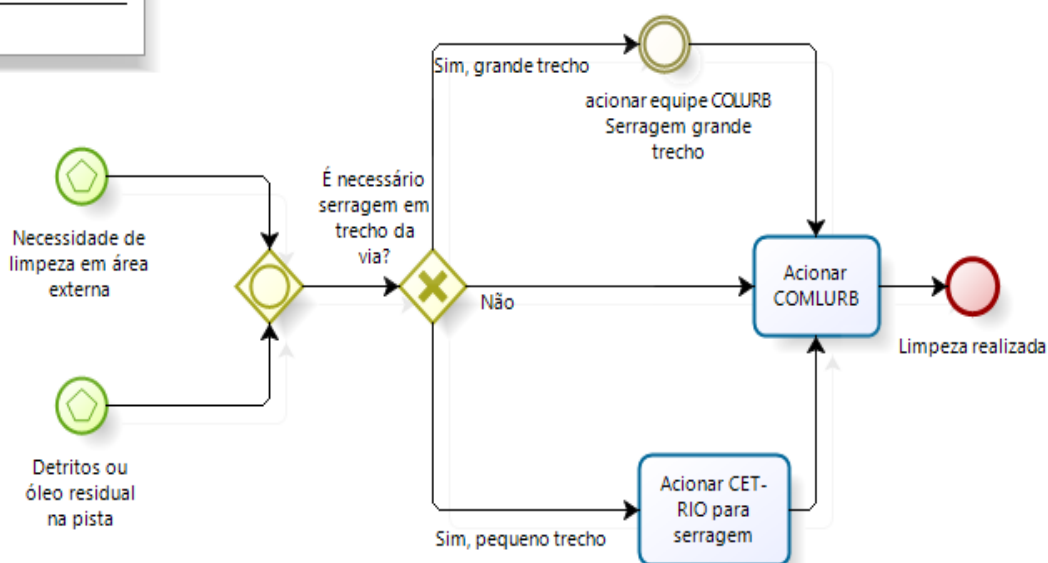 Sim, grande trecho
acionar equipe COLURB
Serragem grande
trecho
É necessário
serragem em
trecho da
via?
Necessidade de
limpeza em área
externa
Não
Acionar
COMLURB
Limpeza realizada
Detritos ou
óleo residual
na pista
Sim, pequeno trecho
Acionar CET-
RIO para
serragem